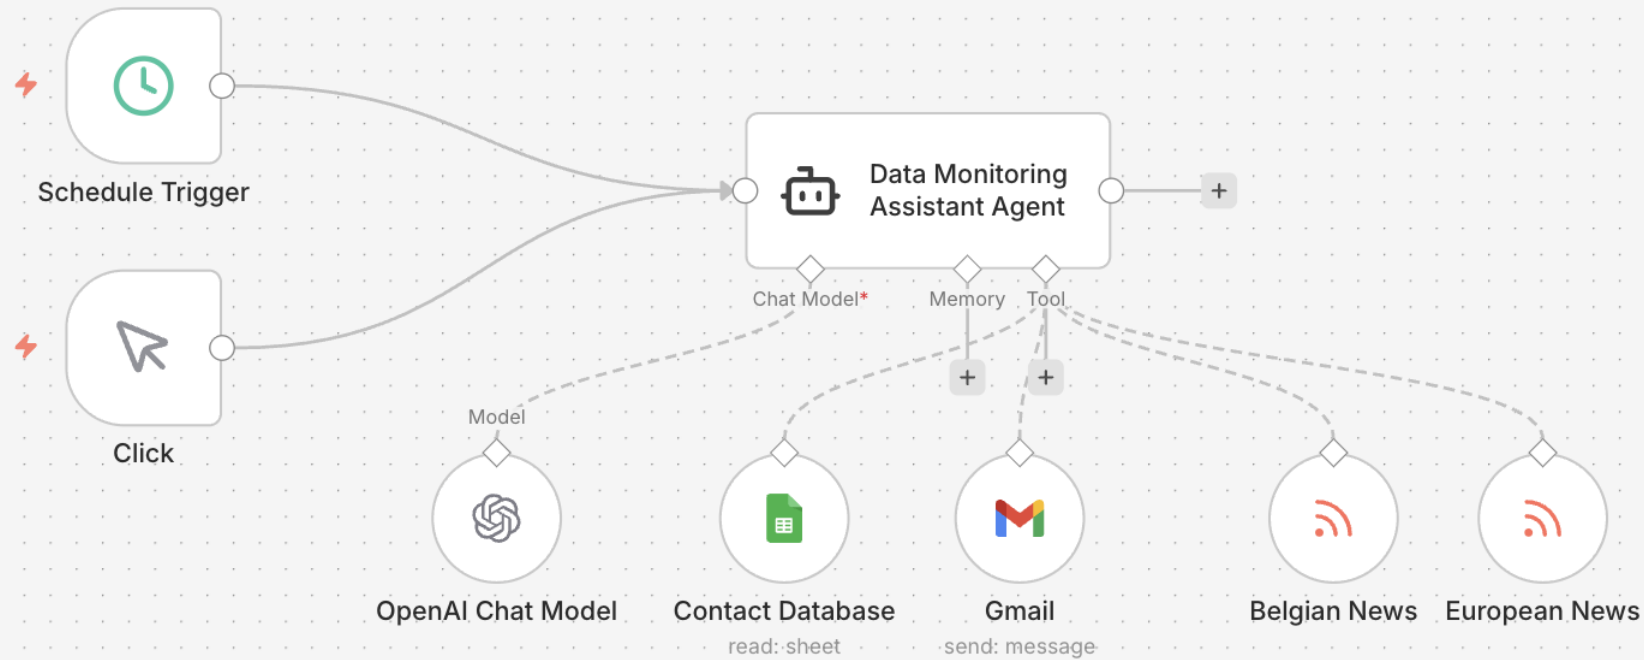 Schedule Trigger
Click
Data Monitoring
Assistant Agent
Chat Model*
Memory
Tool
Model
OpenAI Chat Model
Contact Database
read: sheet
Gmail
send: message
Belgian News
European News